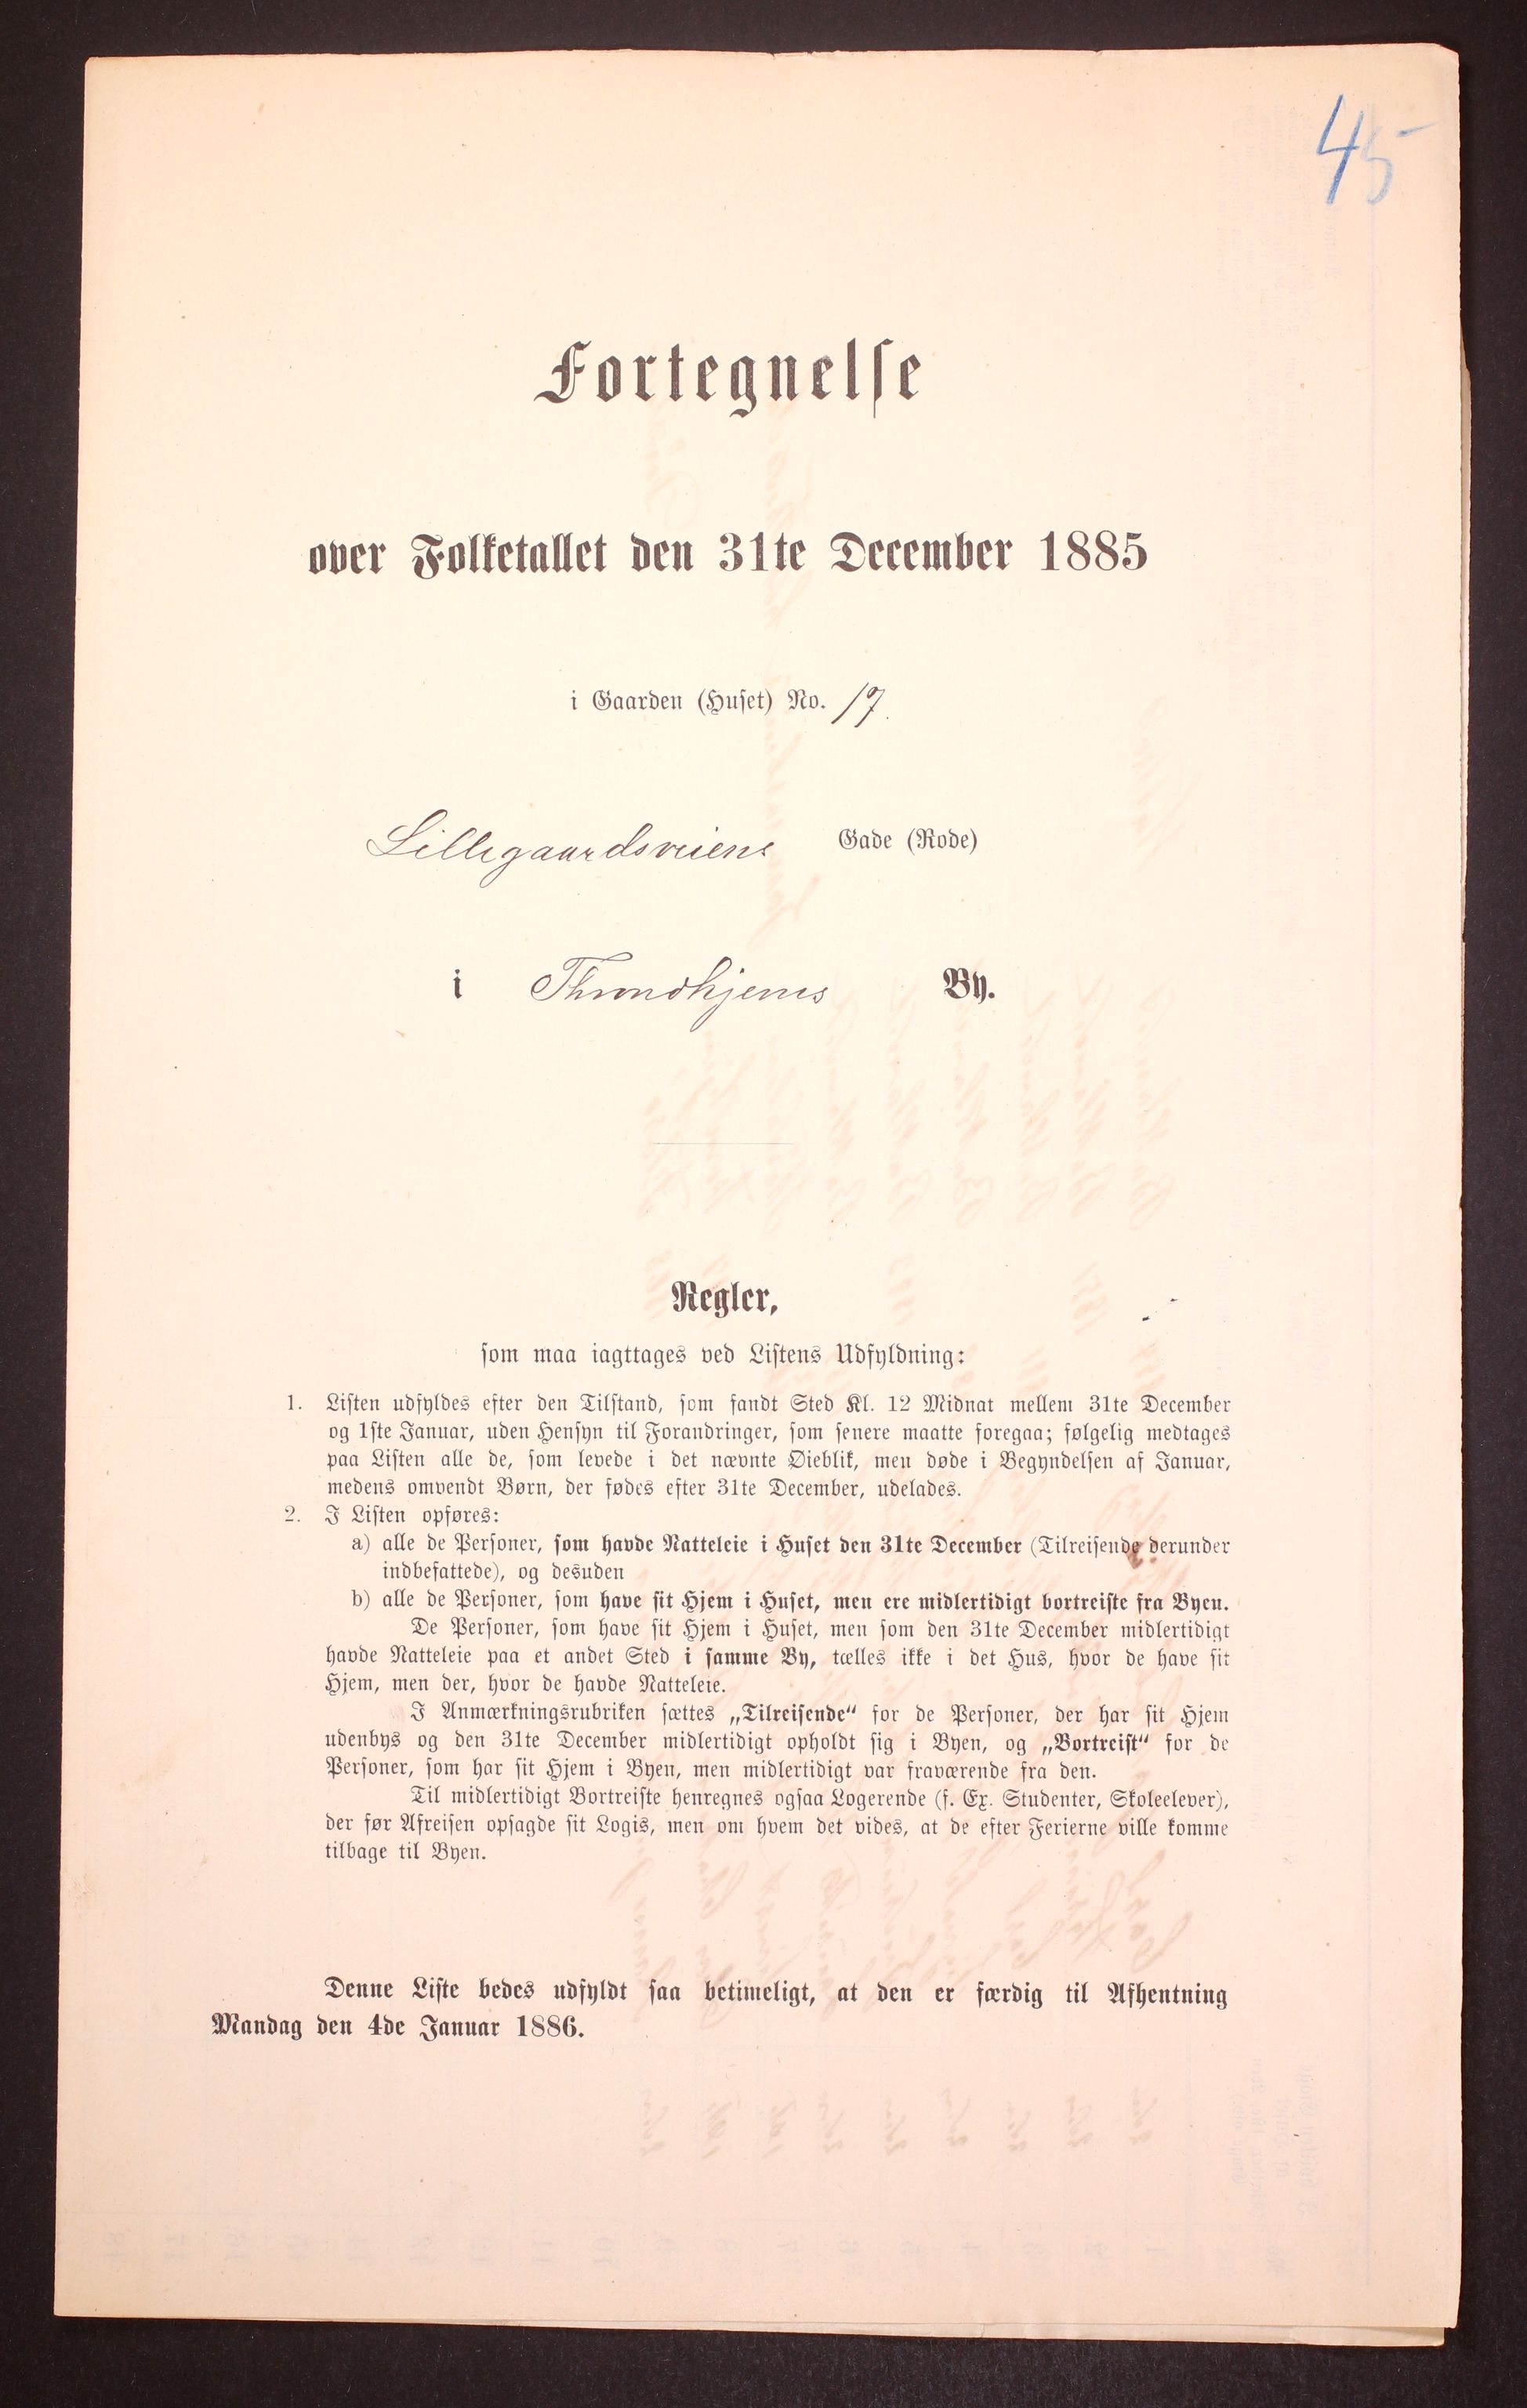 45
Fortegnelse
over Folketallet den 31te December 1885
i Gaarden (Huset) No. 17.
Lillegaardsveiens Gade (Rode)
i Throndhjems By.
Regler,
som maa iagttages ved Listens Udfyldning:
1. Listen udfyldes efter den Tilstand, som fandt Sted Kl. 12 Midnat mellem 31te December
og 1ste Januar, uden Hensyn til Forandringer, som senere maatte foregaa; følgelig medtages
paa Listen alle de, som levede i det nævnte Øieblik, men døde i Begyndelsen af Januar,
medens omvendt Børn, der fødes efter 31te December, udelades.
2. I Listen opføres:
a) alle de Personer, som havde Natteleie i Huset den 31te December (Tilreisende derunder
indbefattede), og desuden
b) alle de Personer, som have sit Hjem i Huset, men ere midlertidigt bortreiste fra Byen.
De Personer, som have sit Hjem i Huset, men som den 31te December midlertidigt
havde Natteleie paa et andet Sted i samme By, tælles ikke i det Hus, hvor de have sit
Hjem, men der, hvor de havde Natteleie.
I Anmærkningsrubriken sættes „Tilreisende“ for de Personer, der har sit Hjem
udenbys og den 31te December midlertidigt opholdt sig i Byen, og „Bortreist“ for de
Personer, som har sit Hjem i Byen, men midlertidigt var fraværende fra den.
Til midlertidigt Bortreiste henregnes ogsaa Logerende (f. Ex. Studenter, Skoleelever),
der før Afreisen opsagde sit Logis, men om hvem det vides, at de efter Ferierne ville komme
tilbage til Byen.
Denne Liste bedes udfyldt saa betimeligt, at den er færdig til Afhentning
Mandag den 4de Januar 1886.